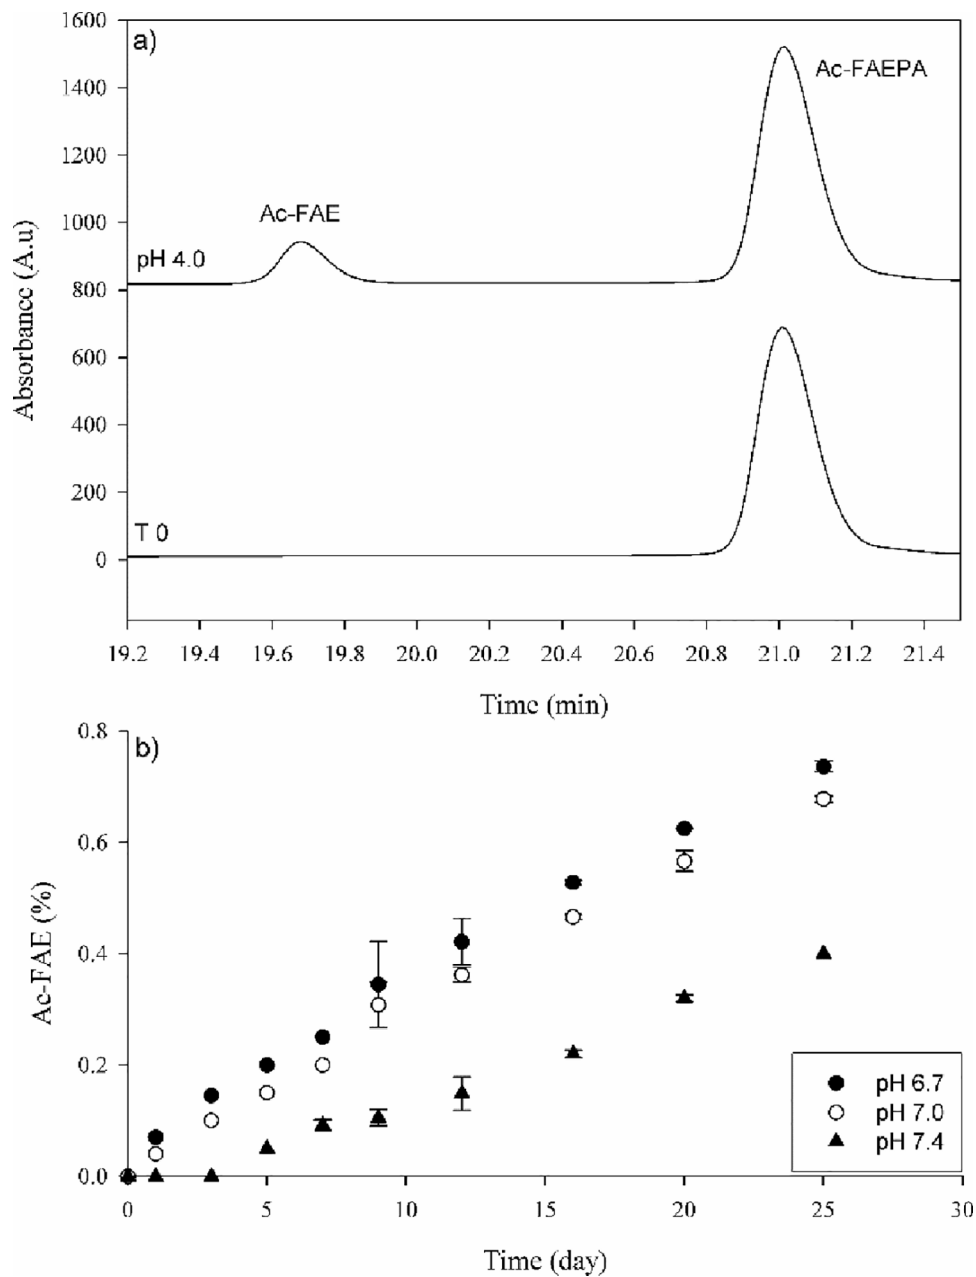 a)
1600
1400
1200
1000
800
600
400
200
0
Absorbance (A.u)
Ac-FAEPA
Ac-FAE
pH 4.0
T 0
19.2 19.4 19.6 19.8 20.0 20.2 20.4 20.6 20.8 21.0 21.2 21.4
Time (min)
b)
0.8
0.6
0.4
0.2
0.0
Ac-FAE (%)
pH 6.7
pH 7.0
pH 7.4
0 5 10 15 20 25 30
Time (day)